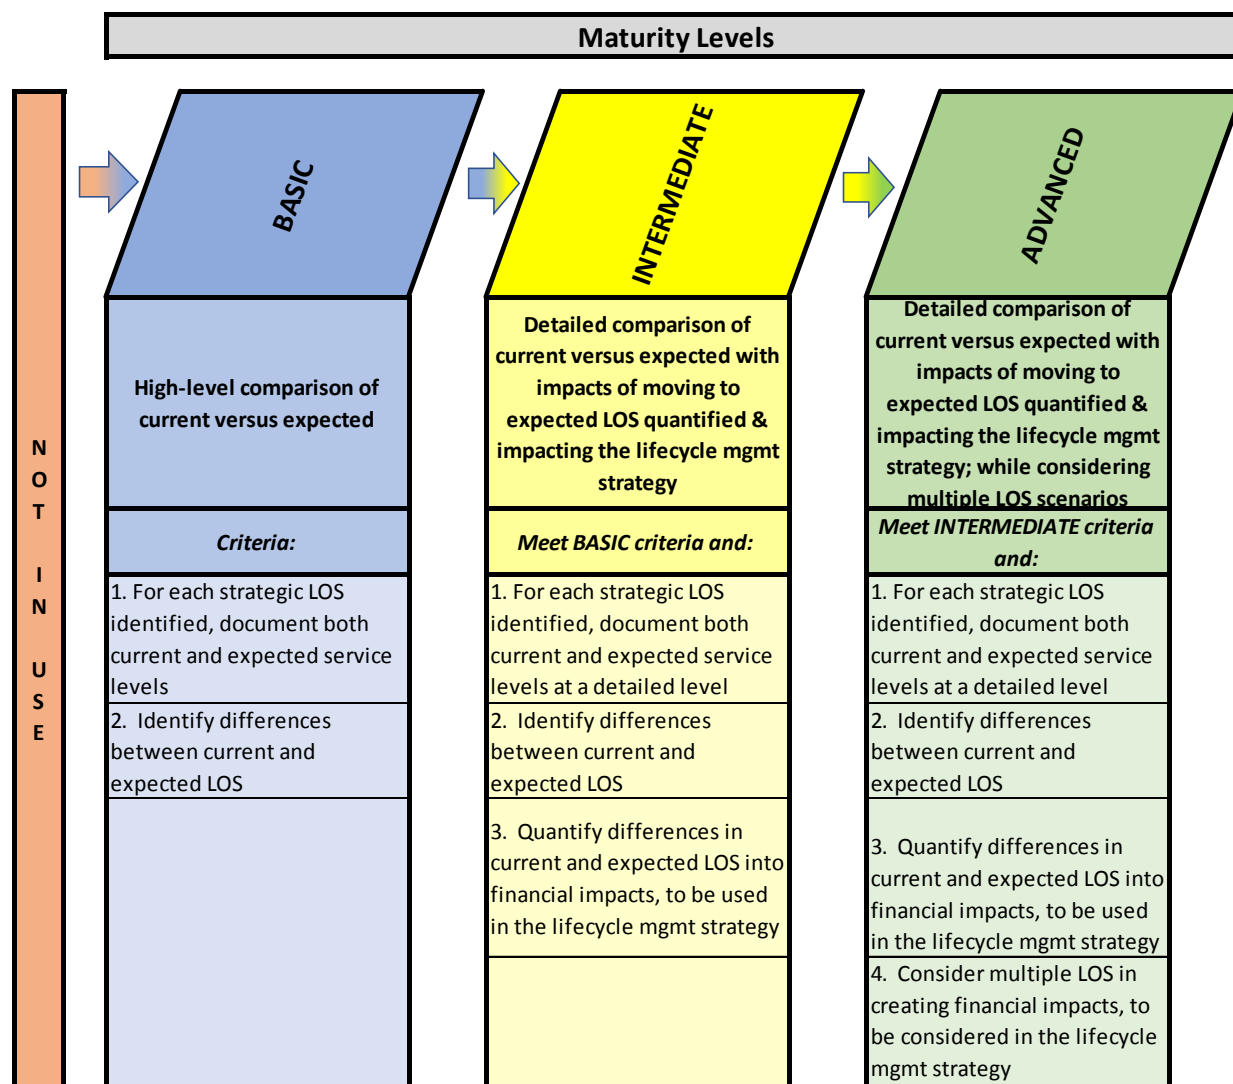 Maturity Levels
N
O
T
I
N
U
S
E
BASIC
High-level comparison of
current versus expected
Criteria:
1. For each strategic LOS
identified, document both
current and expected service
levels
2.  Identify differences
between current and
expected LOS
INTERMEDIATE
Detailed comparison of
current versus expected with
impacts of moving to
expected LOS quantified &
impacting the lifecycle mgmt
strategy
Meet BASIC criteria and:
1. For each strategic LOS
identified, document both
current and expected service
levels at a detailed level
2.  Identify differences
between current and
expected LOS
3.  Quantify differences in
current and expected LOS into
financial impacts, to be used
in the lifecycle mgmt strategy
ADVANCED
Detailed comparison of
current versus expected with
impacts of moving to
expected LOS quantified &
impacting the lifecycle mgmt
strategy; while considering
multiple LOS scenarios
Meet INTERMEDIATE criteria
and:
1. For each strategic LOS
identified, document both
current and expected service
levels at a detailed level
2.  Identify differences
between current and
expected LOS
3.  Quantify differences in
current and expected LOS into
financial impacts, to be used
in the lifecycle mgmt strategy
4.  Consider multiple LOS in
creating financial impacts, to
be considered in the lifecycle
mgmt strategy